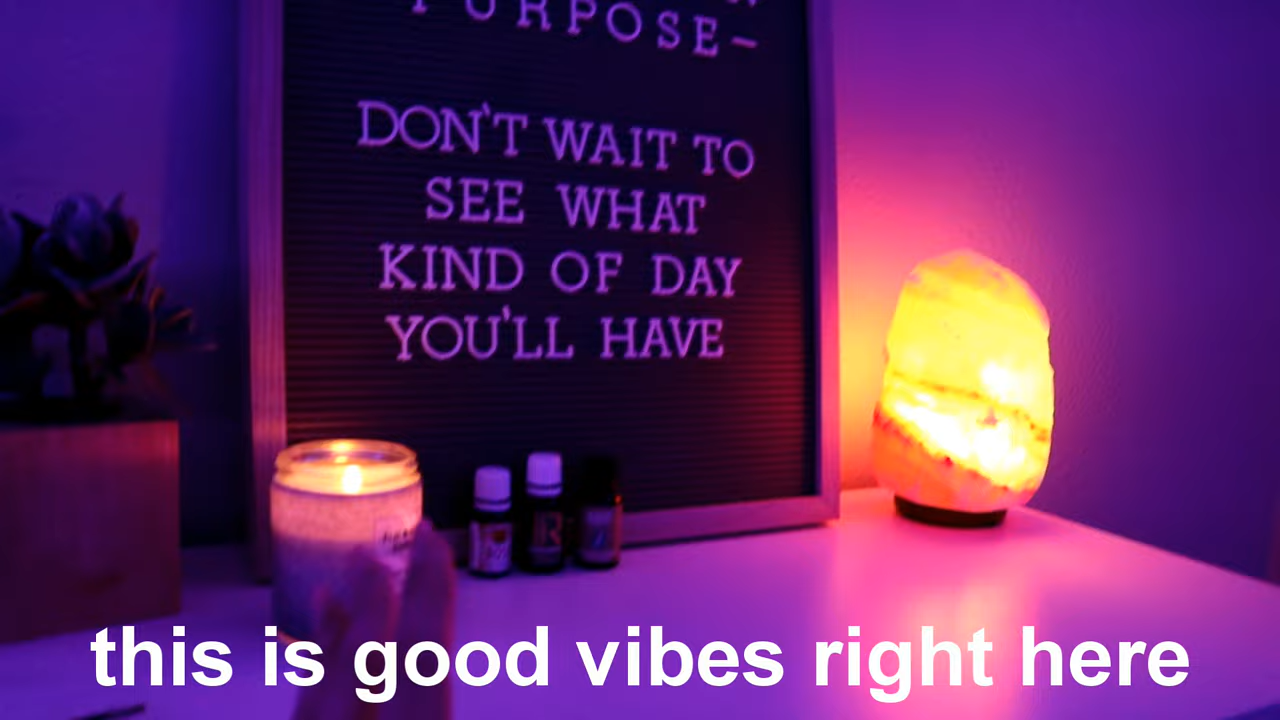 PURPOSE—
DON'T WAIT TO
SEE WHAT
KIND OF DAY
YOU'LL HAVE
R
this is good vibes right here